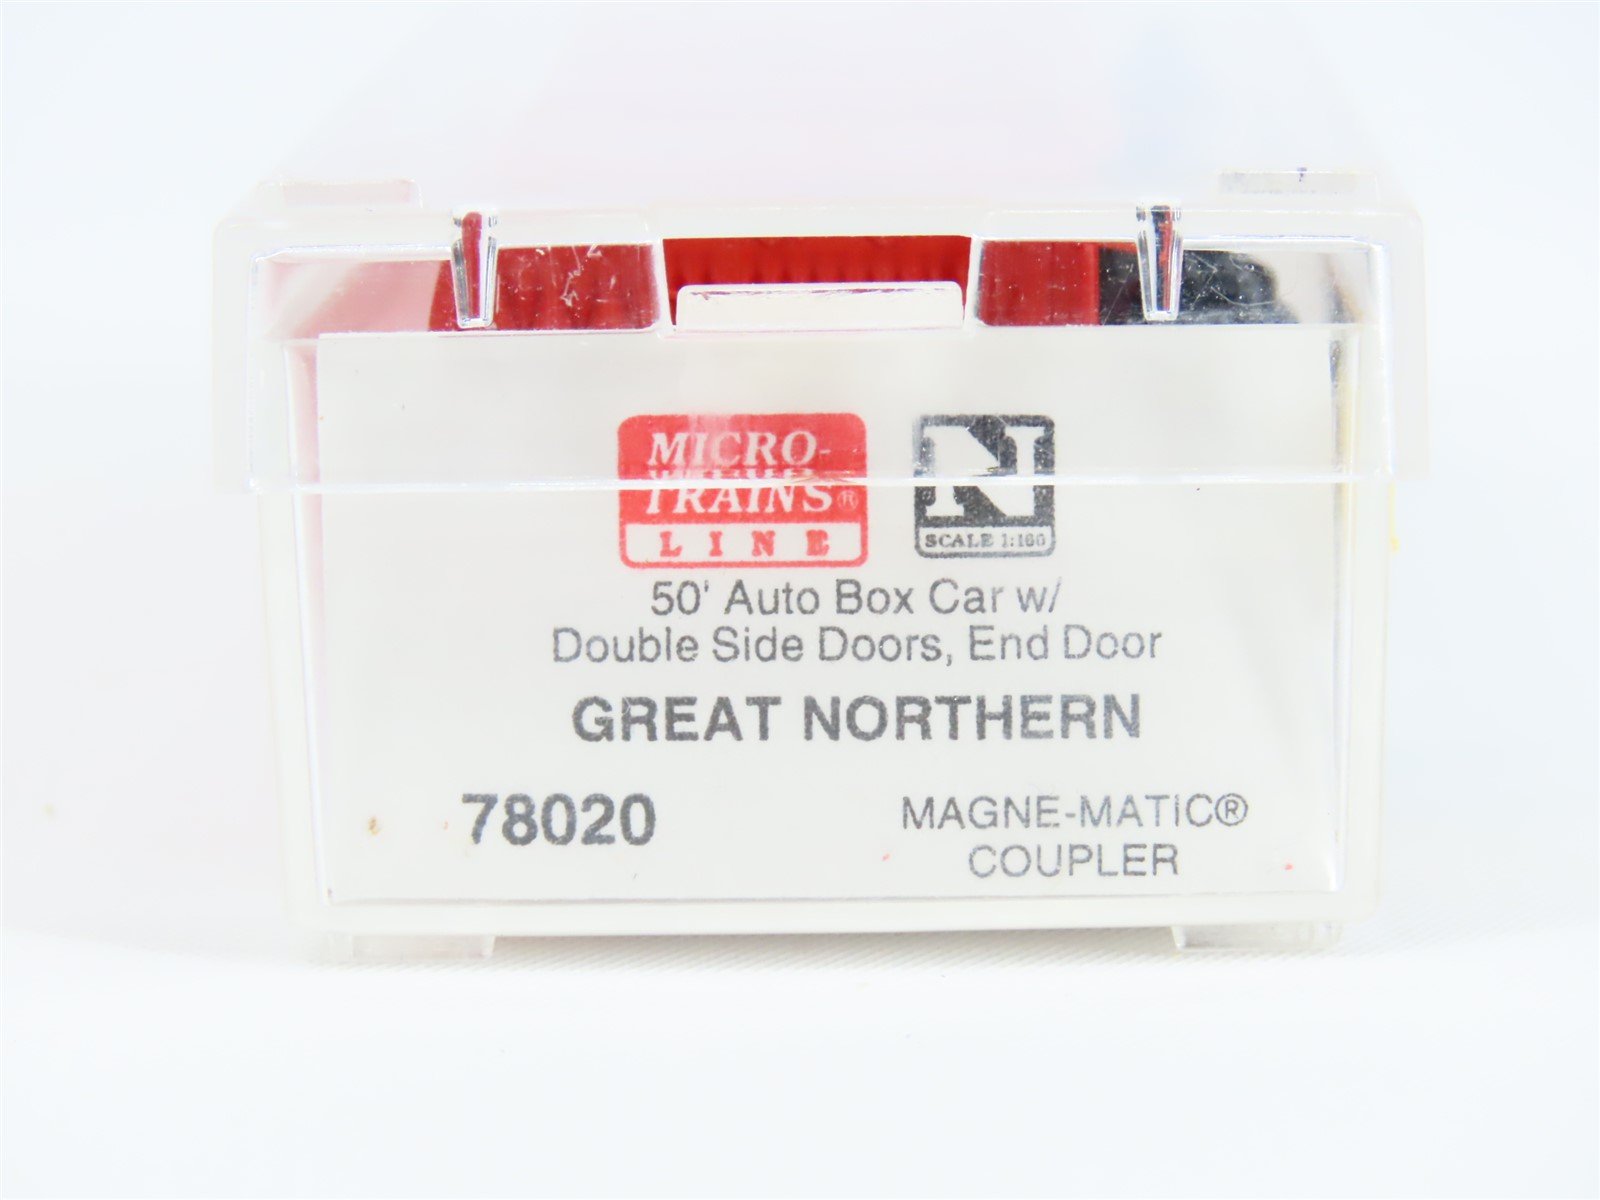 MICRO-
TRAINS®
LINE
N
SCALE 1:160
50' Auto Box Car w/
Double Side Doors, End Door
GREAT NORTHERN
78020
MAGNE-MATIC®
COUPLER